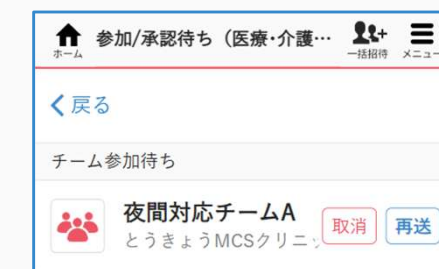 参加/承認待ち（医療・介護…
ホーム
一括招待
メニュー
戻る
チーム参加待ち
夜間対応チームA
とうきょうMCSクリニッ
取消
再送